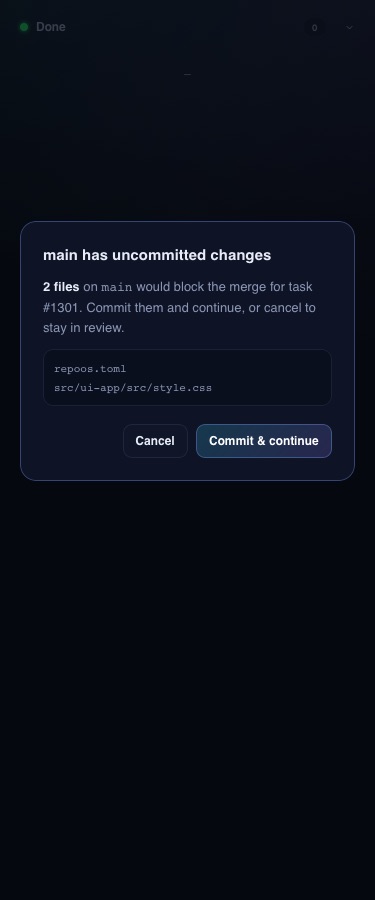 Done
0
–
main has uncommitted changes
2 files on main would block the merge for task
#1301. Commit them and continue, or cancel to
stay in review.
repoos.toml
src/ui-app/src/style.css
Cancel
Commit & continue